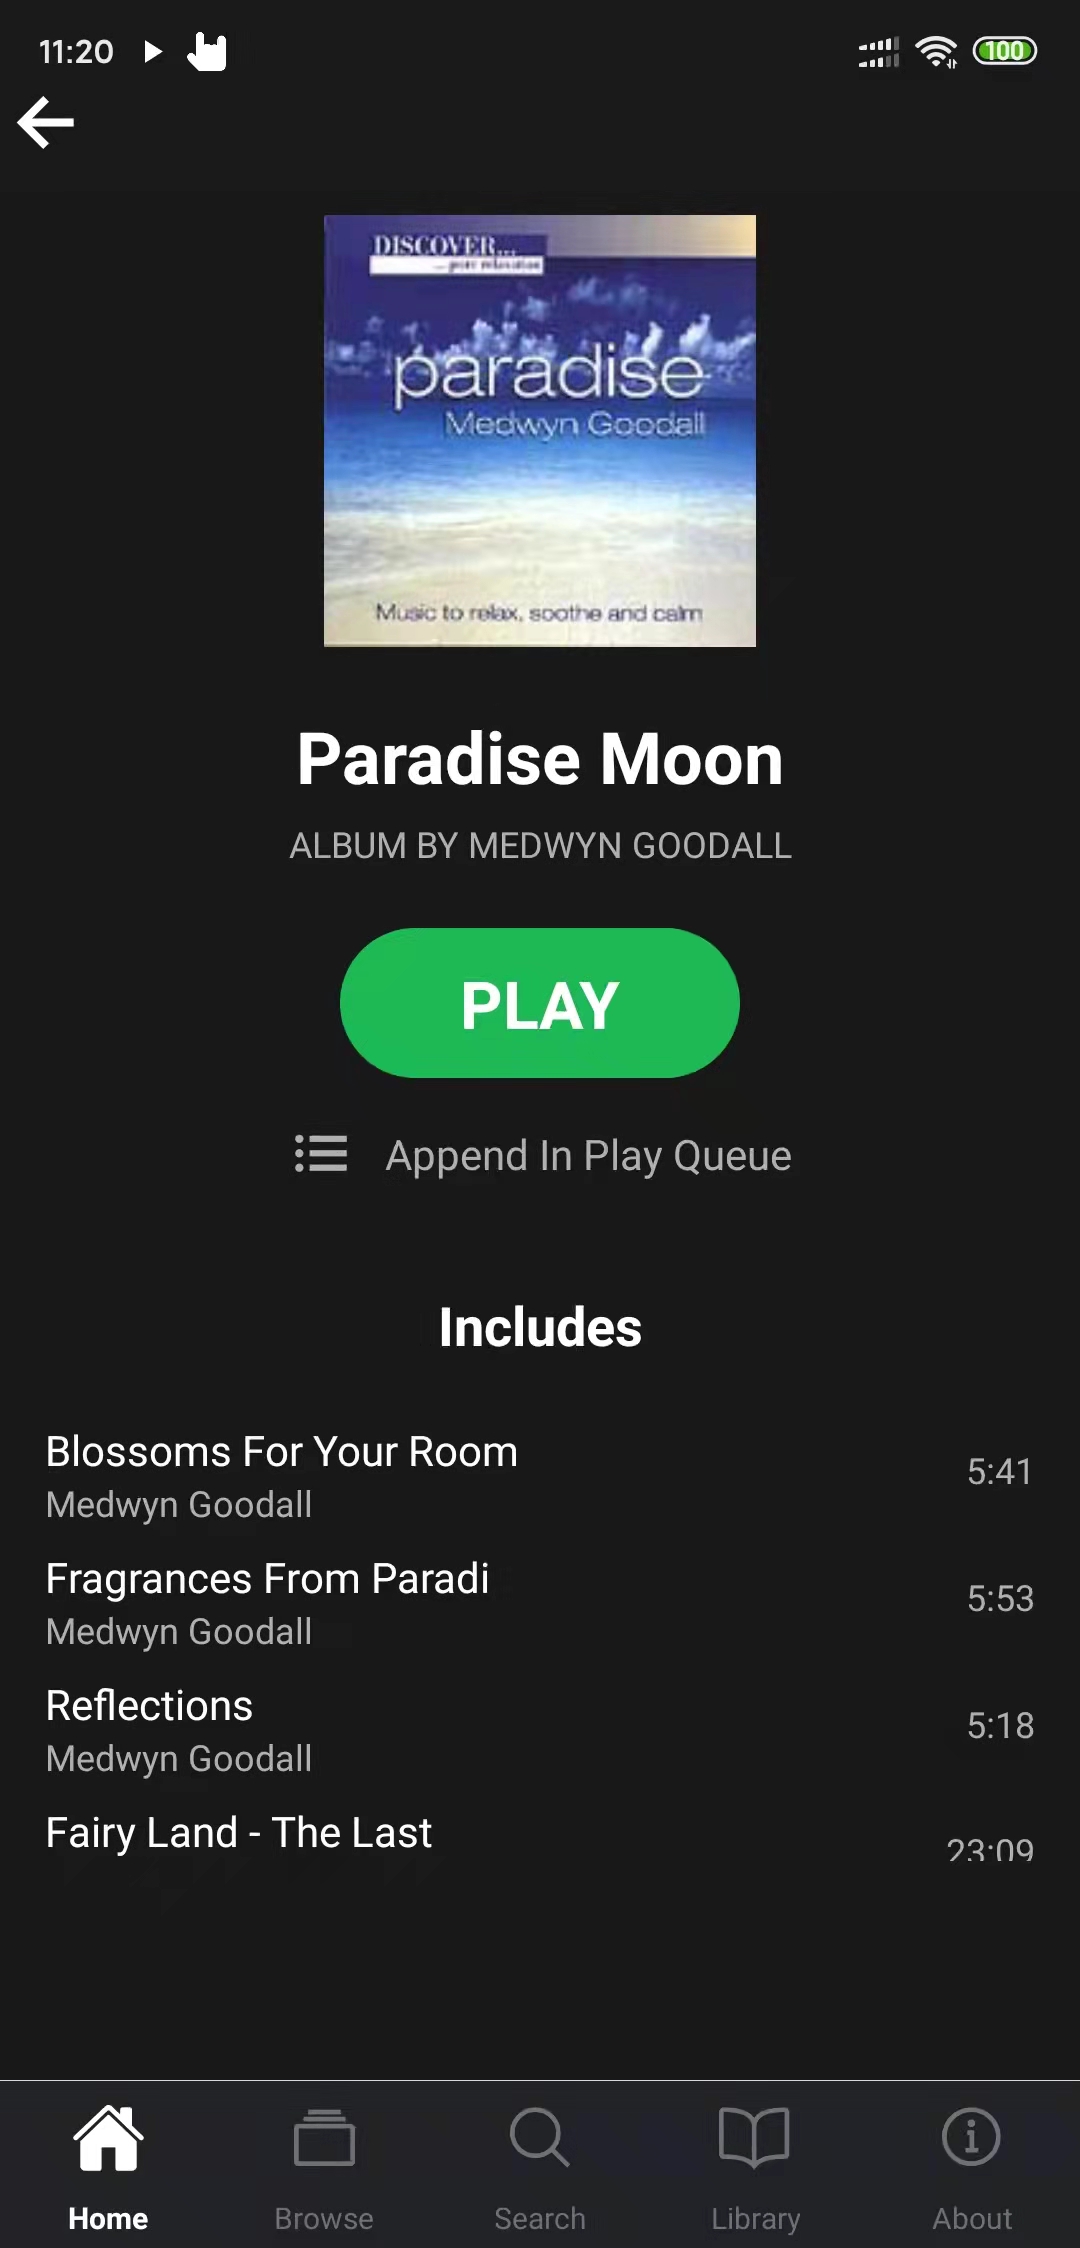 11:20
100
DISCOVER...
paradise
Medwyn Goodall
Music to relax, soothe and calm
Paradise Moon
ALBUM BY MEDWYN GOODALL
PLAY
Append In Play Queue
Includes
Blossoms For Your Room
5:41
Medwyn Goodall
Fragrances From Paradi
5:53
Medwyn Goodall
Reflections
5:18
Medwyn Goodall
Fairy Land - The Last
23:09
Home
Browse
Search
Library
About